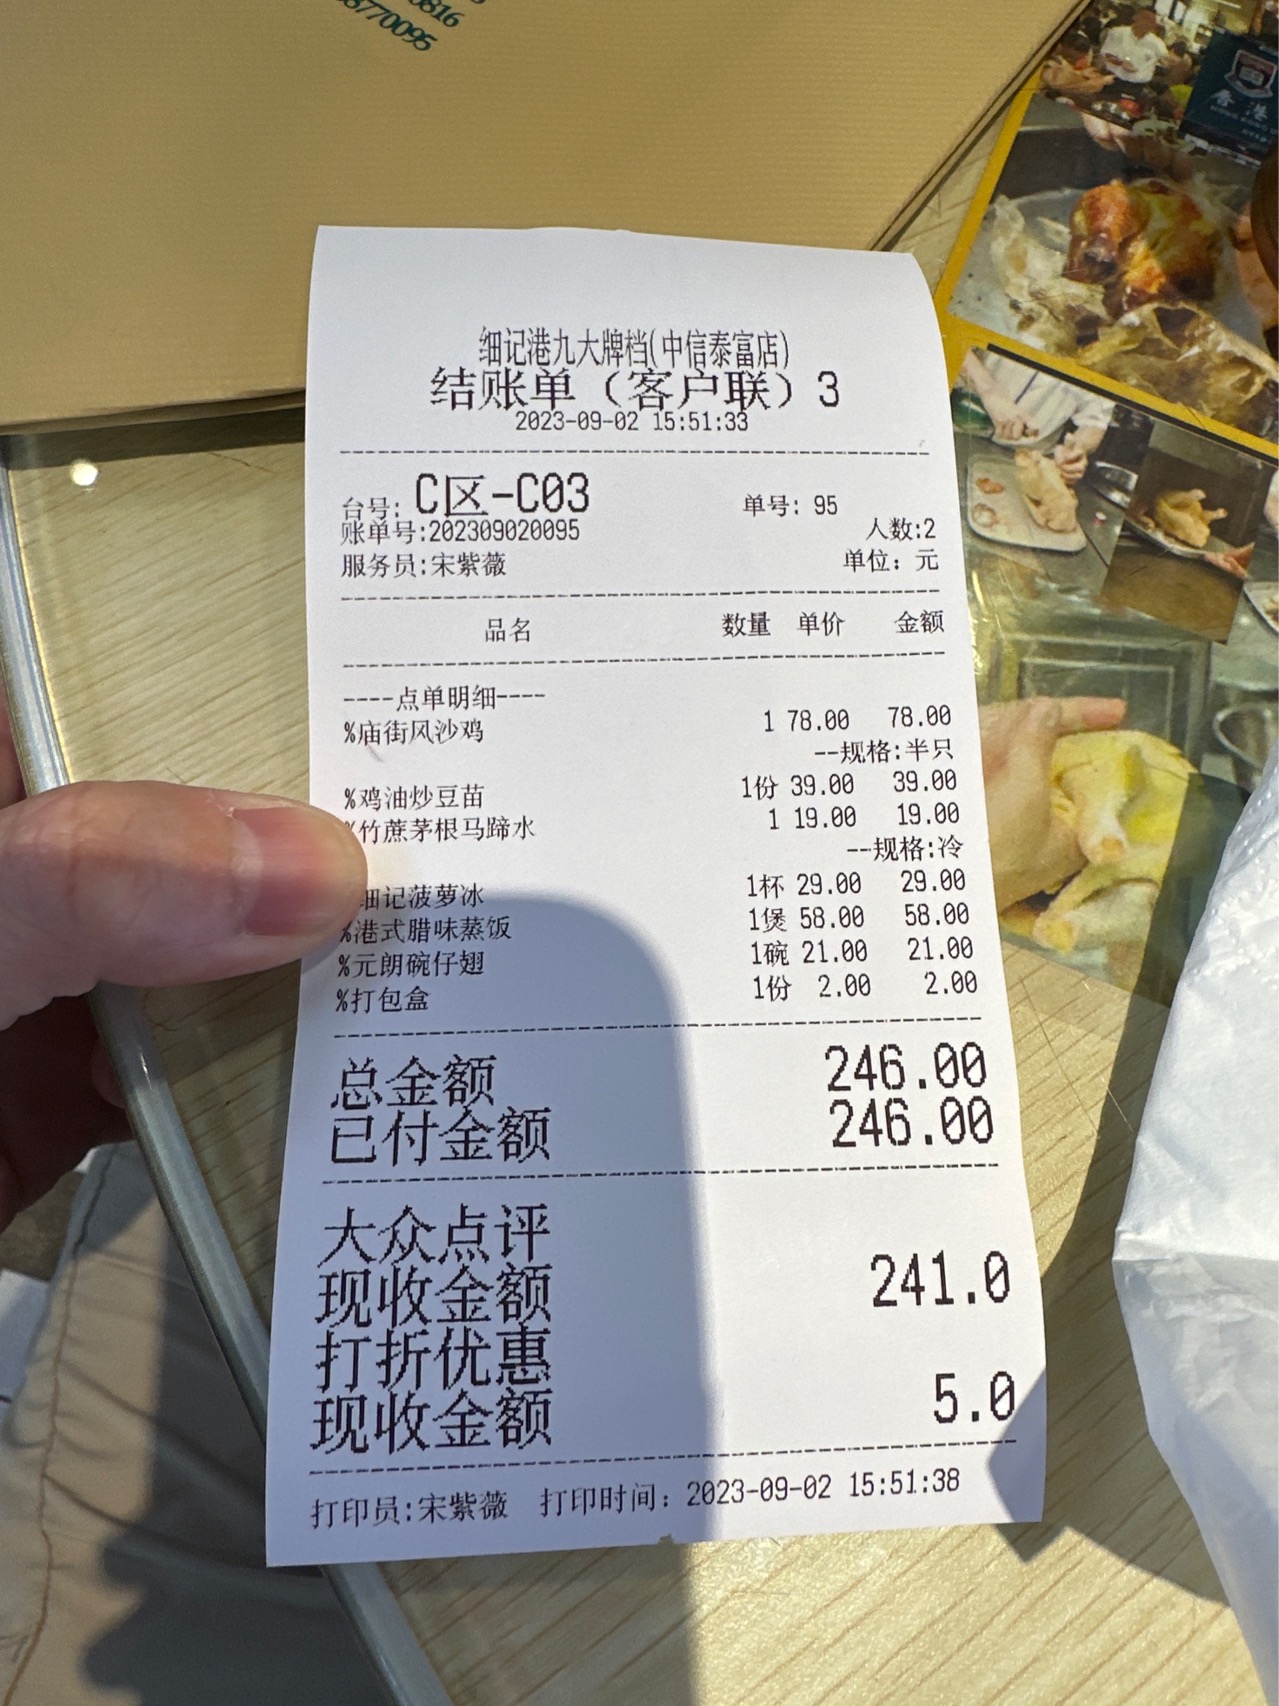 0816
8770095
香港
细记港九大牌档(中信泰富店)
结账单（客户联）3
2023-09-02 15:51:33
台号: C区-C03 单号: 95
账单号:202309020095 人数:2
服务员:宋紫薇 单位: 元
品名 数量 单价 金额
----点单明细----
%庙街风沙鸡 1 78.00 78.00
--规格:半只
%鸡油炒豆苗 1份 39.00 39.00
%竹蔗茅根马蹄水 1 19.00 19.00
--规格:冷
细记菠萝冰 1杯 29.00 29.00
%港式腊味蒸饭 1煲 58.00 58.00
%元朗碗仔翅 1碗 21.00 21.00
%打包盒 1份 2.00 2.00
总金额 246.00
已付金额 246.00
大众点评
现收金额 241.0
打折优惠
现收金额 5.0
打印员:宋紫薇 打印时间: 2023-09-02 15:51:38